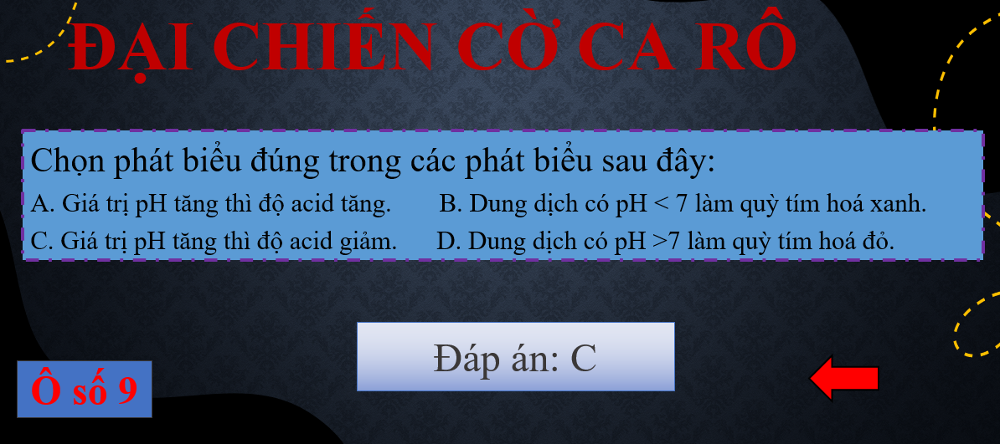 ĐẠI CHIẾN CỜ CA RÔ
Chọn phát biểu đúng trong các phát biểu sau đây:
A. Giá trị pH tăng thì độ acid tăng. B. Dung dịch có pH < 7 làm quỳ tím hoá xanh.
C. Giá trị pH tăng thì độ acid giảm. D. Dung dịch có pH >7 làm quỳ tím hoá đỏ.
Đáp án: C
Ô số 9